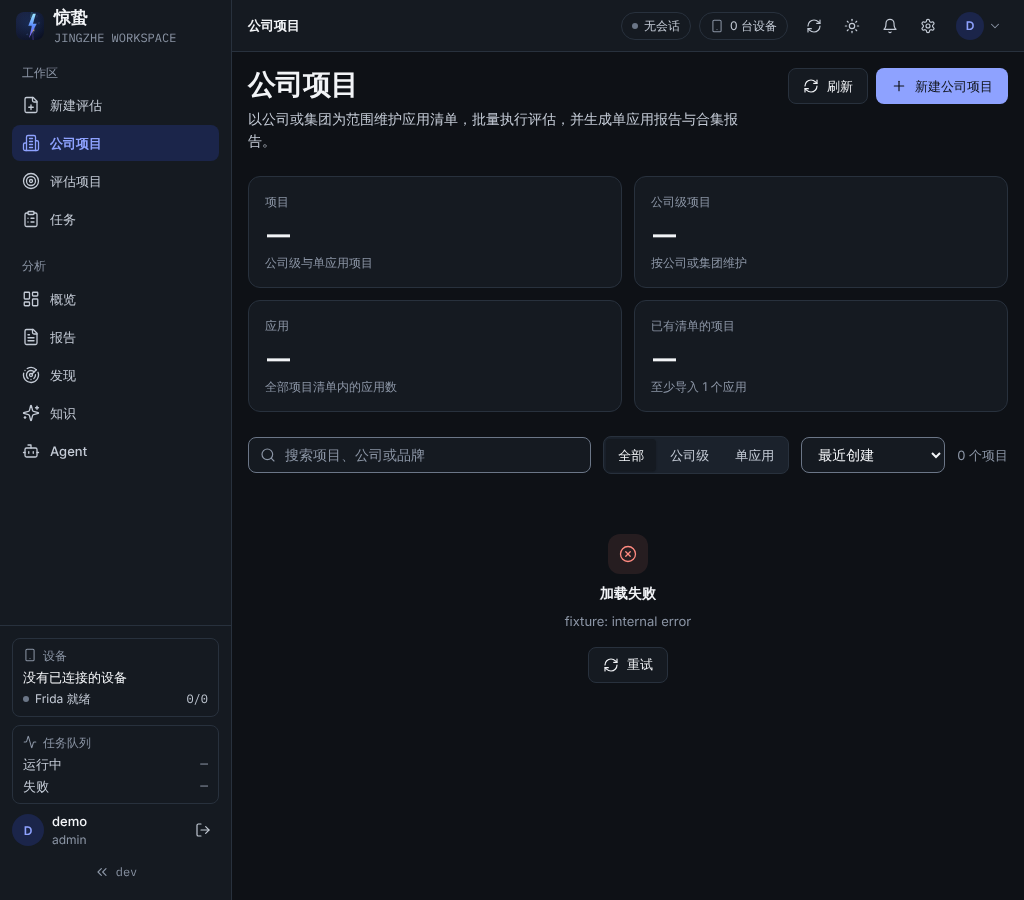 惊蛰
JINGZHE WORKSPACE
工作区
新建评估
公司项目
评估项目
任务
分析
概览
报告
发现
知识
Agent
设备
没有已连接的设备
Frida 就绪 0/0
任务队列
运行中 —
失败 —
D
demo
admin
dev
公司项目
无会话
0 台设备
D
公司项目
刷新
新建公司项目
以公司或集团为范围维护应用清单，批量执行评估，并生成单应用报告与合集报
告。
项目
—
公司级与单应用项目
公司级项目
—
按公司或集团维护
应用
—
全部项目清单内的应用数
已有清单的项目
—
至少导入 1 个应用
搜索项目、公司或品牌
全部 公司级 单应用
最近创建
0 个项目
加载失败
fixture: internal error
重试